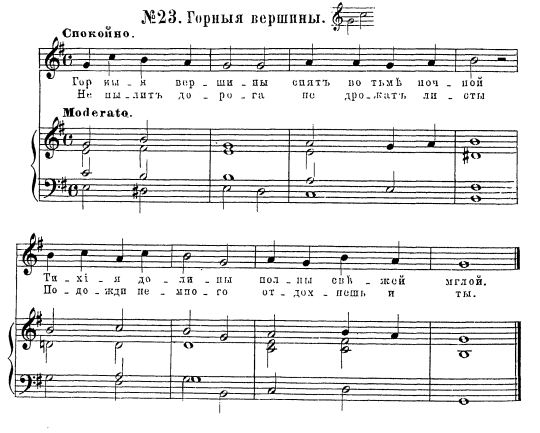 №23. Горныя вершины.
Спокойно.
Гор - ны - я вер - ши - ны спятъ во тьмѣ ноч - ной
Не пы - литъ до - ро - га не дро - жатъ ли - сты
Moderato.
Ти - хі - я до - ли - ны пол - ны свѣ - жей мглой.
По - до - жди не - мно - го от - дох - нешь и ты.